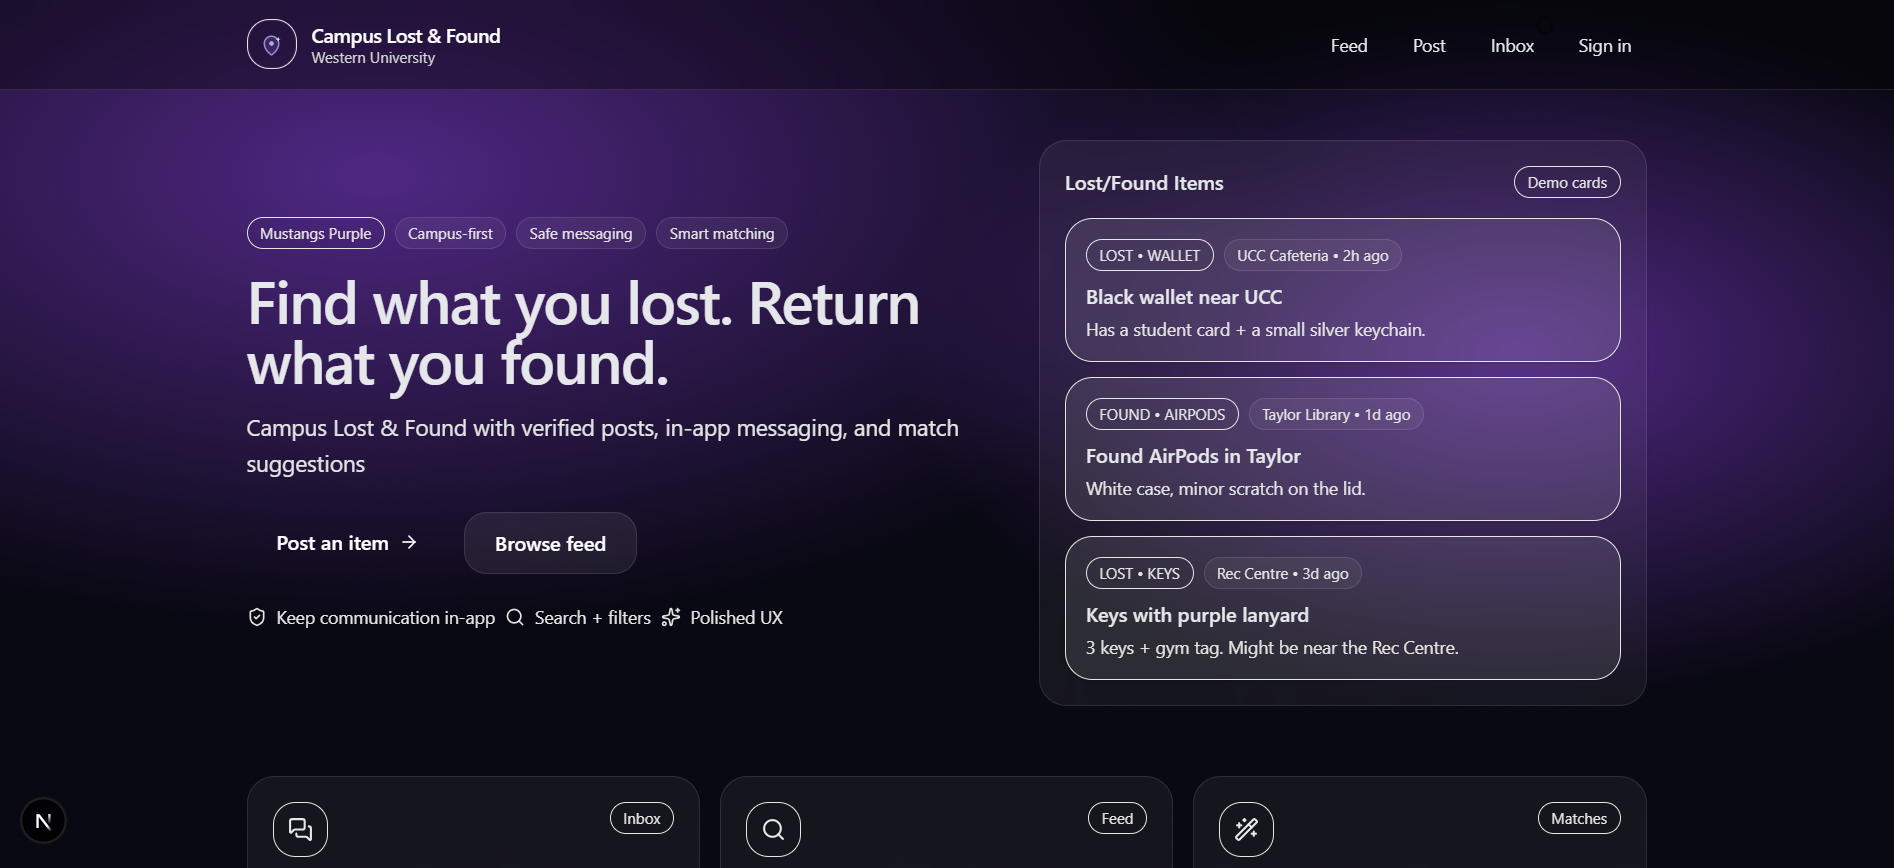 Campus Lost & Found
Western University
Feed
Post
Inbox
Sign in
Mustangs Purple
Campus-first
Safe messaging
Smart matching
Find what you lost. Return
what you found.
Campus Lost & Found with verified posts, in-app messaging, and match
suggestions
Post an item →
Browse feed
Keep communication in-app
Search + filters
Polished UX
Lost/Found Items
Demo cards
LOST • WALLET
UCC Cafeteria • 2h ago
Black wallet near UCC
Has a student card + a small silver keychain.
FOUND • AIRPODS
Taylor Library • 1d ago
Found AirPods in Taylor
White case, minor scratch on the lid.
LOST • KEYS
Rec Centre • 3d ago
Keys with purple lanyard
3 keys + gym tag. Might be near the Rec Centre.
N
Inbox
Feed
Matches